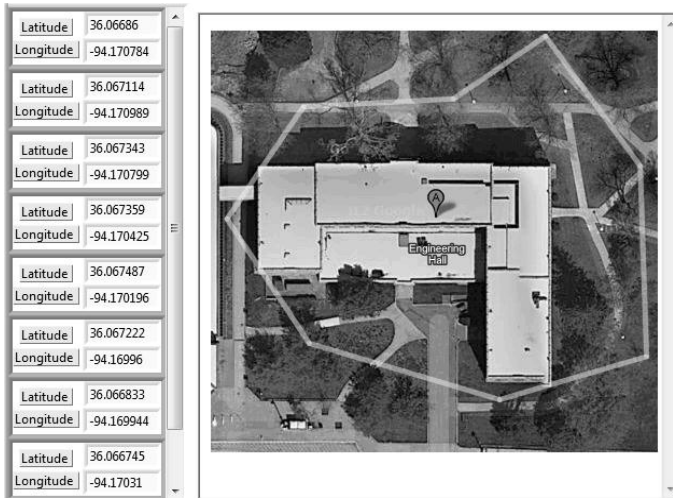 Latitude 36.06686
Longitude -94.170784
Latitude 36.067114
Longitude -94.170989
Latitude 36.067343
Longitude -94.170799
Latitude 36.067359
Longitude -94.170425
Latitude 36.067487
Longitude -94.170196
Latitude 36.067222
Longitude -94.16996
Latitude 36.066833
Longitude -94.169944
Latitude 36.066745
Longitude -94.17031
A
Engineering
Hall